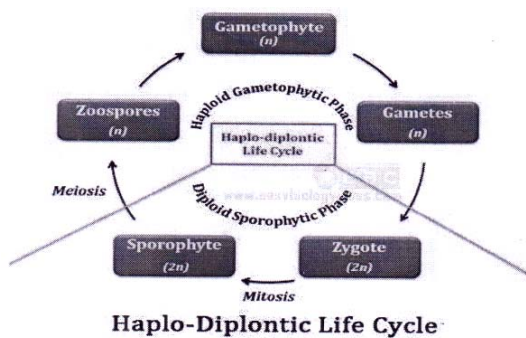 Gametophyte
(n)
Zoospores
(n)
Haploid Gametophytic Phase
Gametes
(n)
Haplo-diplontic
Life Cycle
Meiosis
Diploid Sporophytic Phase
Sporophyte
(2n)
Zygote
(2n)
Mitosis
Haplo-Diplontic Life Cycle